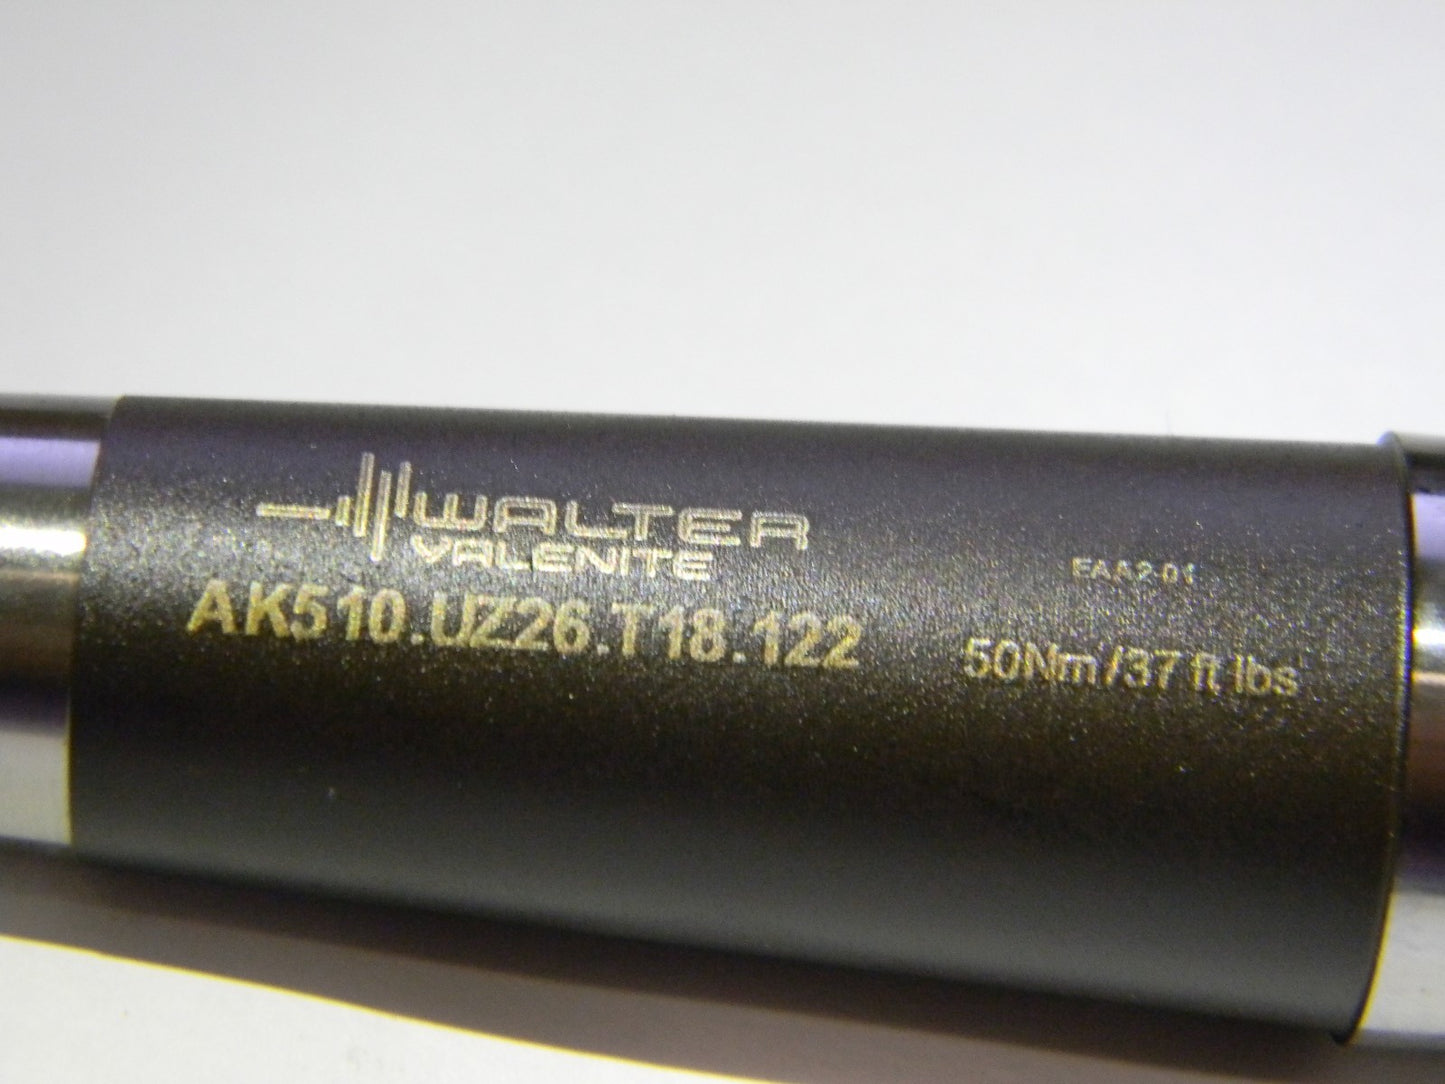 WALTER
VALENITE
AK510.UZ26.T18.122
EAA2-01
50Nm/37 ft lbs